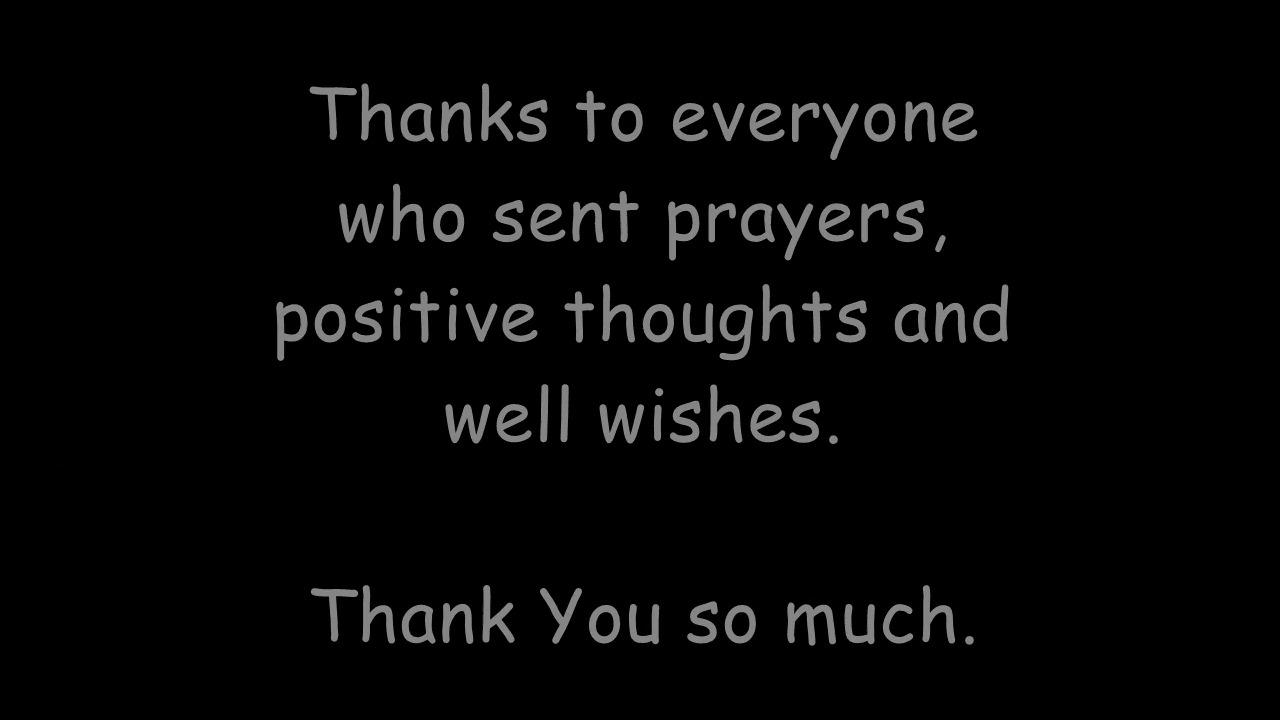 Thanks to everyone
who sent prayers,
positive thoughts and
well wishes.
Thank You so much.